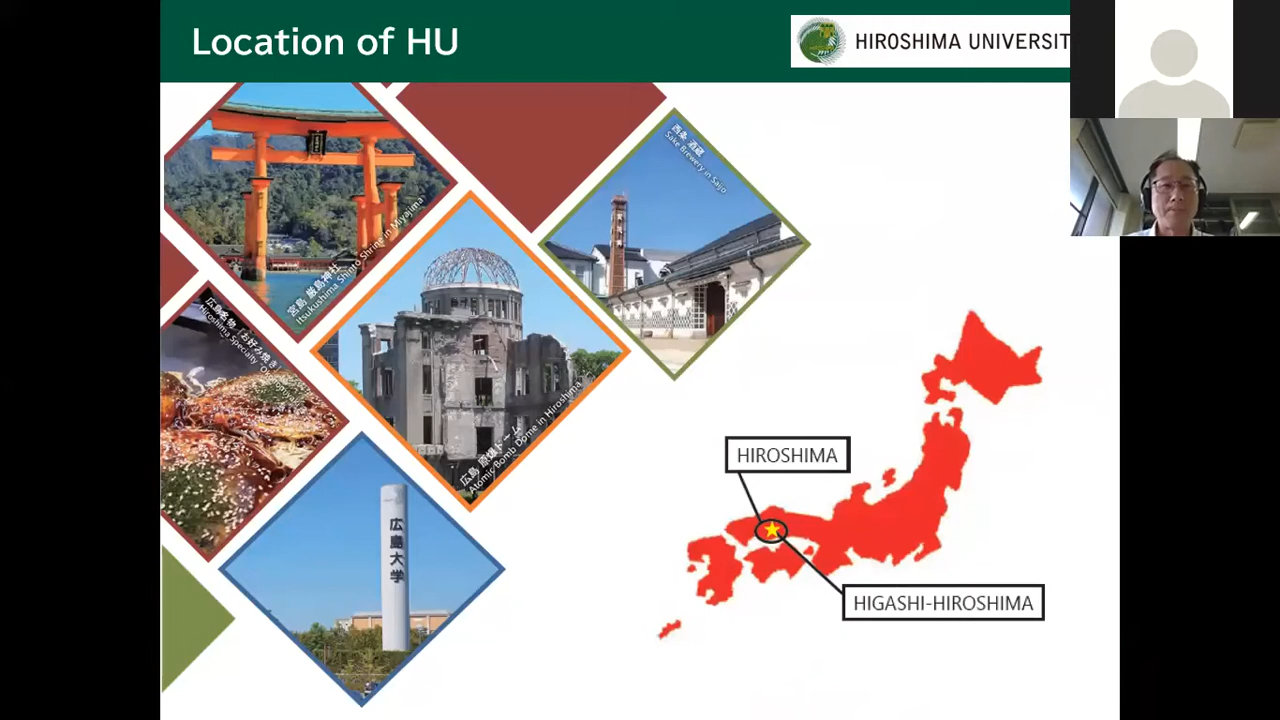 Location of HU
HIROSHIMA UNIVERSIT
西条 酒蔵
Sake Brewery in Saijo
宮島 厳島神社
Itsukushima Shinto Shrine in Miyajima
広島名物「お好み焼き」
Hiroshima Specialty
広島 原爆ドーム
Atomic Bomb Dome in Hiroshima
広島大学
HIROSHIMA
HIGASHI-HIROSHIMA